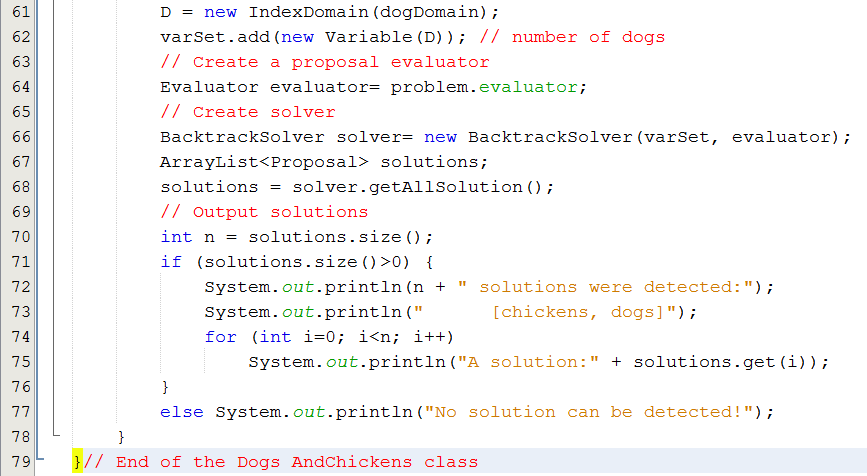 61 D = new IndexDomain(dogDomain);
62 varSet.add(new Variable(D)); // number of dogs
63 // Create a proposal evaluator
64 Evaluator evaluator= problem.evaluator;
65 // Create solver
66 BacktrackSolver solver= new BacktrackSolver(varSet, evaluator);
67 ArrayList<Proposal> solutions;
68 solutions = solver.getAllSolution();
69 // Output solutions
70 int n = solutions.size();
71 if (solutions.size()>0) {
72 System.out.println(n + " solutions were detected:");
73 System.out.println("      [chickens, dogs]");
74 for (int i=0; i<n; i++)
75 System.out.println("A solution:" + solutions.get(i));
76 }
77 else System.out.println("No solution can be detected!");
78 }
79 }// End of the Dogs AndChickens class